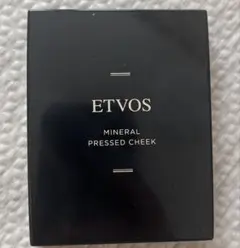 ETVOS
MINERAL
PRESSED CHEEK